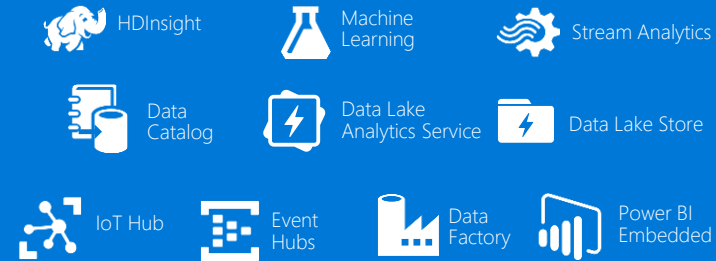 HDInsight
Machine
Learning
Stream Analytics
Data
Catalog
Data Lake
Analytics Service
Data Lake Store
IoT Hub
Event
Hubs
Data
Factory
Power BI
Embedded